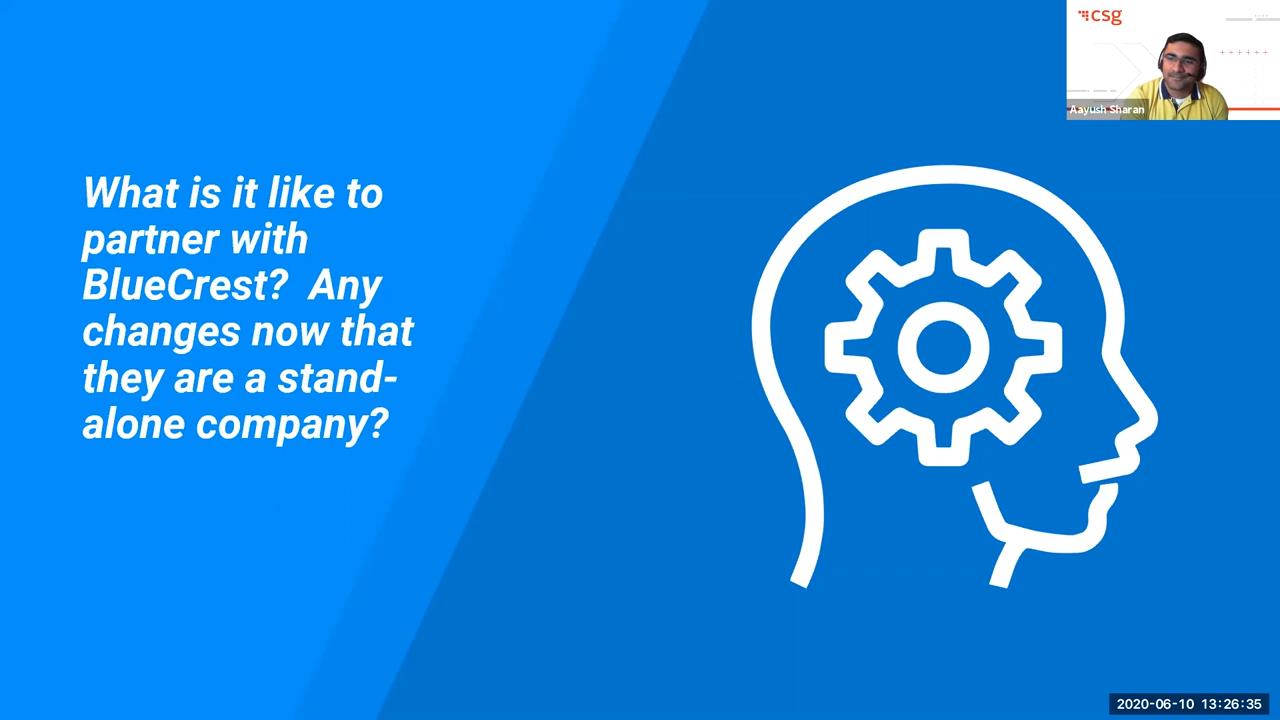 What is it like to
partner with
BlueCrest?  Any
changes now that
they are a stand-
alone company?
csg
Aayush Sharan
2020-06-10 13:26:35